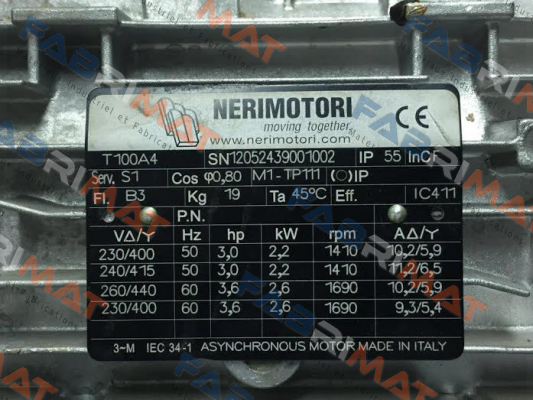 NERIMOTORI
moving together
www.nerimotori.com
CE
T100A4 SN12052439001002 IP 55 InCl F
Serv. S1 Cos φ0,80 M1-TP111 IP
Fl. B3 Kg 19 Ta 45°C Eff. IC411
P.N.
V∆/Y Hz hp kW rpm A∆/Y
230/400 50 3,0 2,2 1410 10,2/5,9
240/415 50 3,0 2,2 1410 11,2/6,5
260/440 60 3,6 2,6 1690 10,2/5,9
230/400 60 3,6 2,6 1690 9,3/5,4
3~M IEC 34-1 ASYNCHRONOUS MOTOR MADE IN ITALY
FABRIMAT